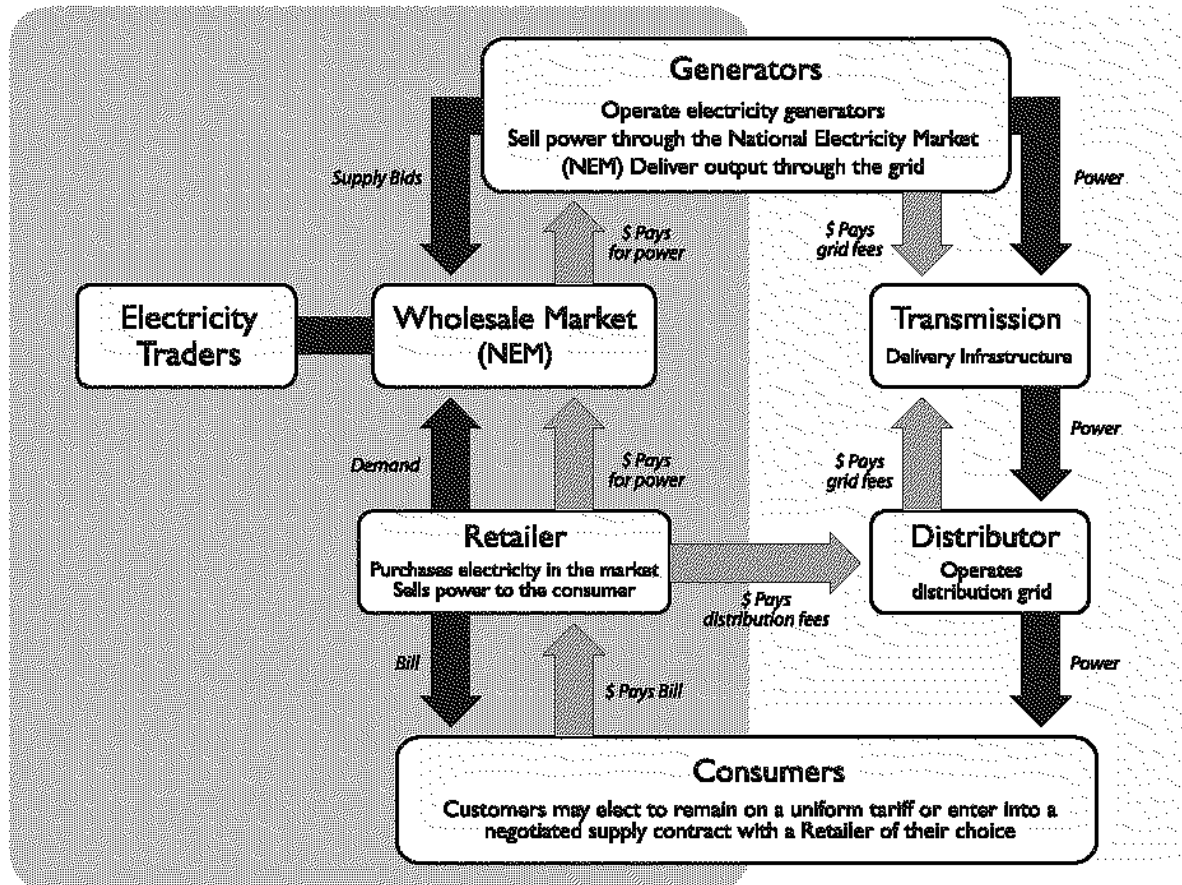 Generators
Operate electricity generators
Sell power through the National Electricity Market
(NEM) Deliver output through the grid
Supply Bids
Power
$ Pays
for power
$ Pays
grid fees
Electricity
Traders
Wholesale Market
(NEM)
Transmission
Delivery Infrastructure
Demand
$ Pays
for power
$ Pays
grid fees
Power
Retailer
Purchases electricity in the market
Sells power to the consumer
Distributor
Operates
distribution grid
$ Pays
distribution fees
Bill
$ Pays Bill
Power
Consumers
Customers may elect to remain on a uniform tariff or enter into a
negotiated supply contract with a Retailer of their choice